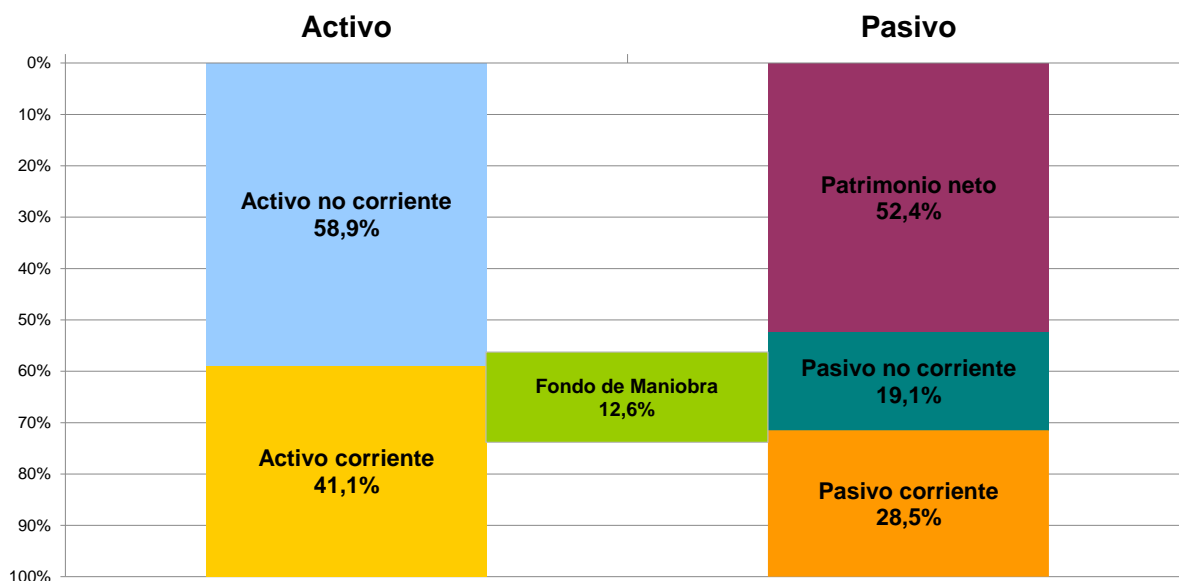 Activo
Pasivo
0%
10%
20%
30%
40%
50%
60%
70%
80%
90%
100%
Activo no corriente
58,9%
Activo corriente
41,1%
Fondo de Maniobra
12,6%
Patrimonio neto
52,4%
Pasivo no corriente
19,1%
Pasivo corriente
28,5%